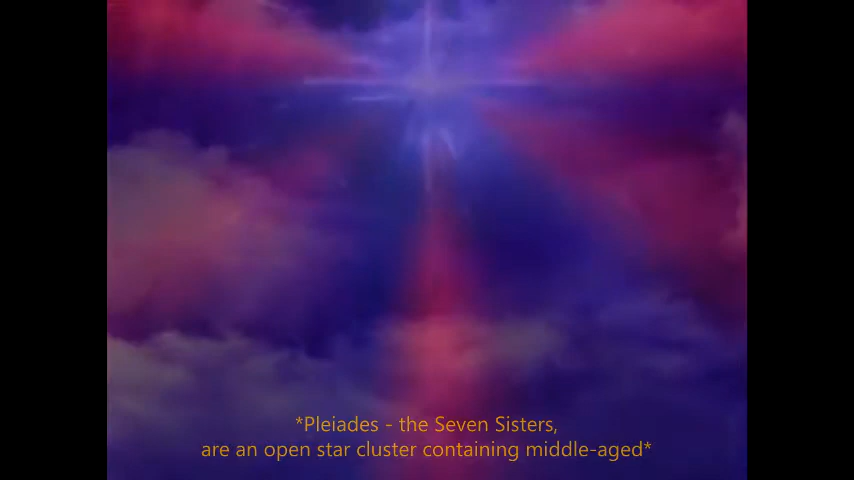 *Pleiades - the Seven Sisters,
are an open star cluster containing middle-aged*